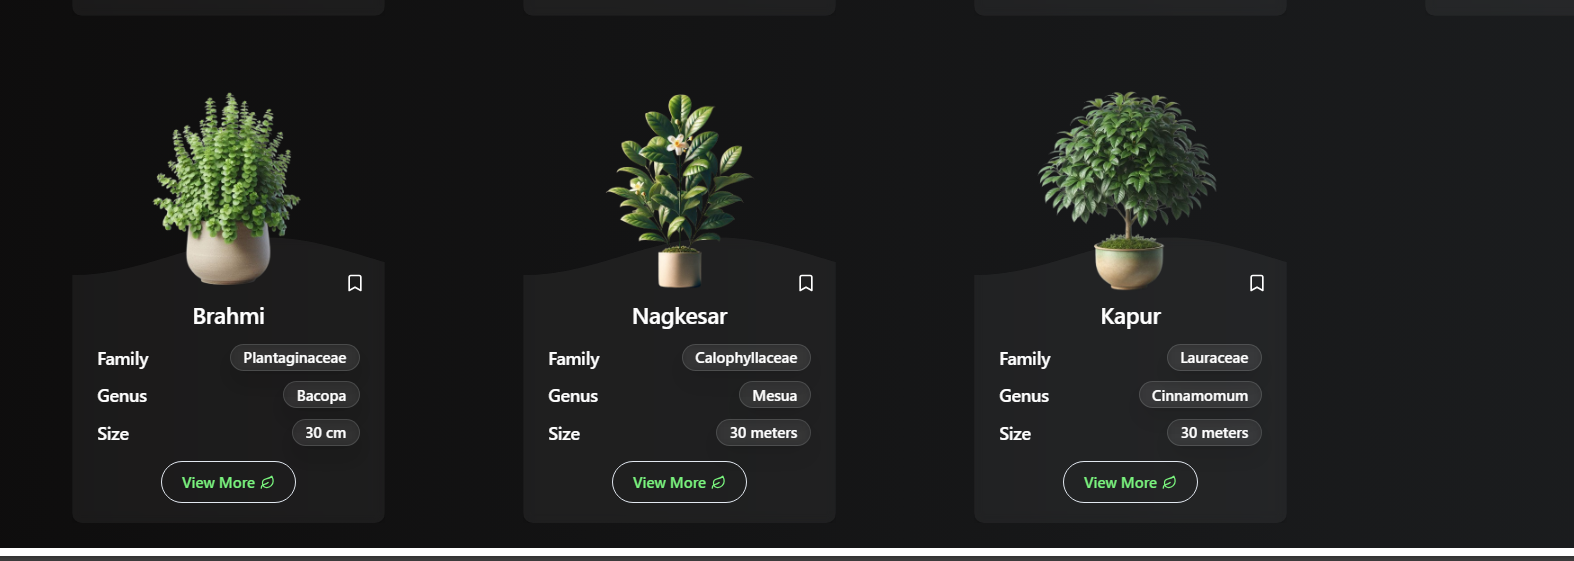 Brahmi
Family Plantaginaceae
Genus Bacopa
Size 30 cm
View More
Nagkesar
Family Calophyllaceae
Genus Mesua
Size 30 meters
View More
Kapur
Family Lauraceae
Genus Cinnamomum
Size 30 meters
View More